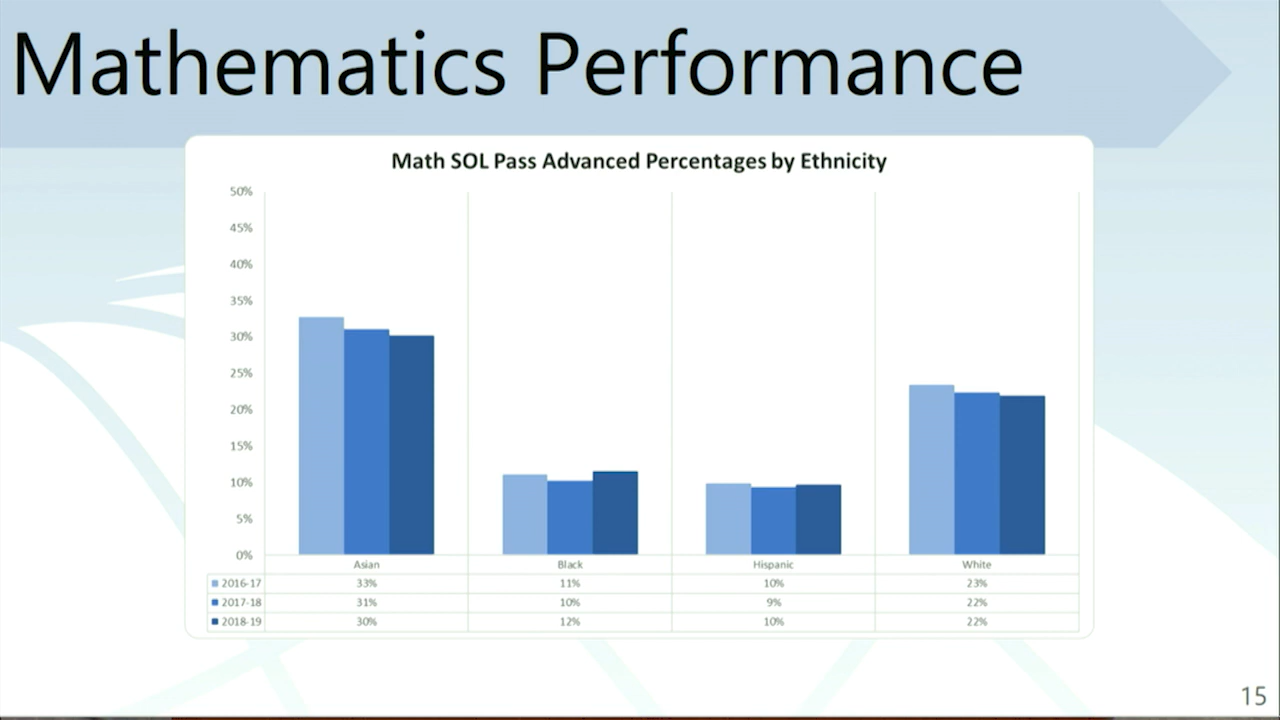 Mathematics Performance
Math SOL Pass Advanced Percentages by Ethnicity
50%
45%
40%
35%
30%
25%
20%
15%
10%
5%
0%
Asian Black Hispanic White
2016-17 33% 11% 10% 23%
2017-18 31% 10% 9% 22%
2018-19 30% 12% 10% 22%
15